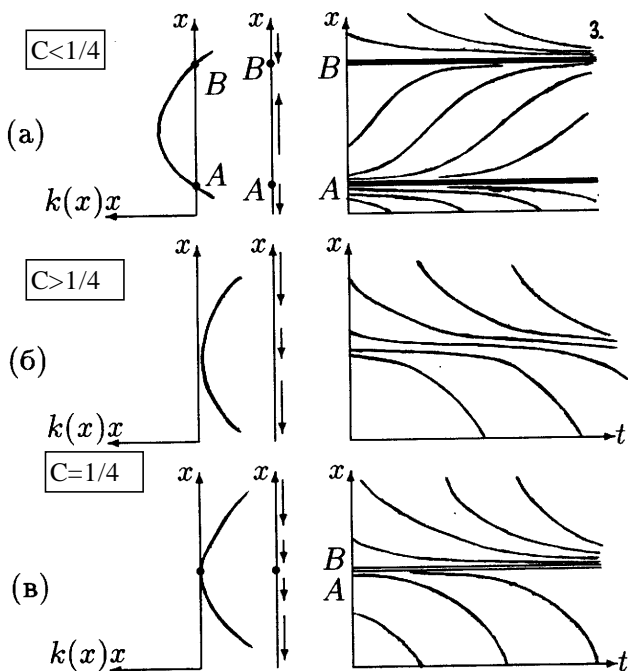 C<1/4
x
x
x
3.
B
B
B
(а)
A
A
A
k(x)x
x
x
x
C>1/4
(б)
k(x)x
t
C=1/4
x
x
x
B
A
(в)
k(x)x
t